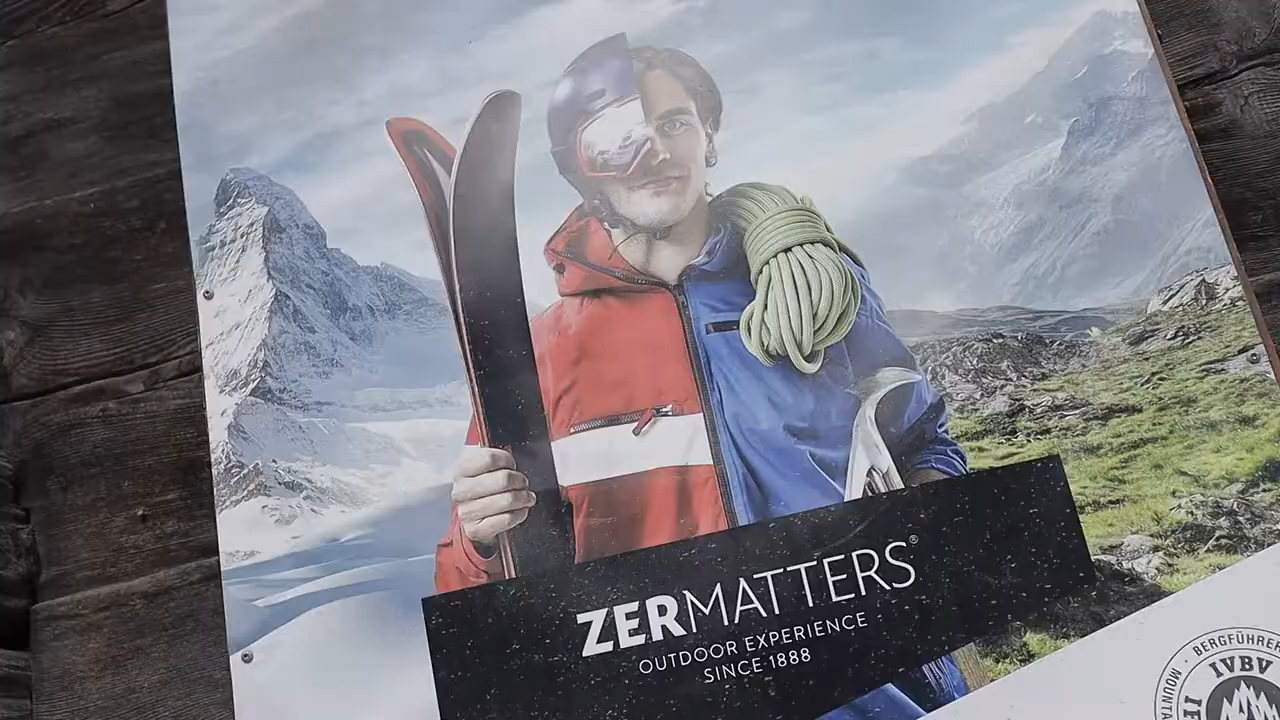 ZERMATTERS®
OUTDOOR EXPERIENCE
SINCE 1888
· BERGFÜHRER
IVBV